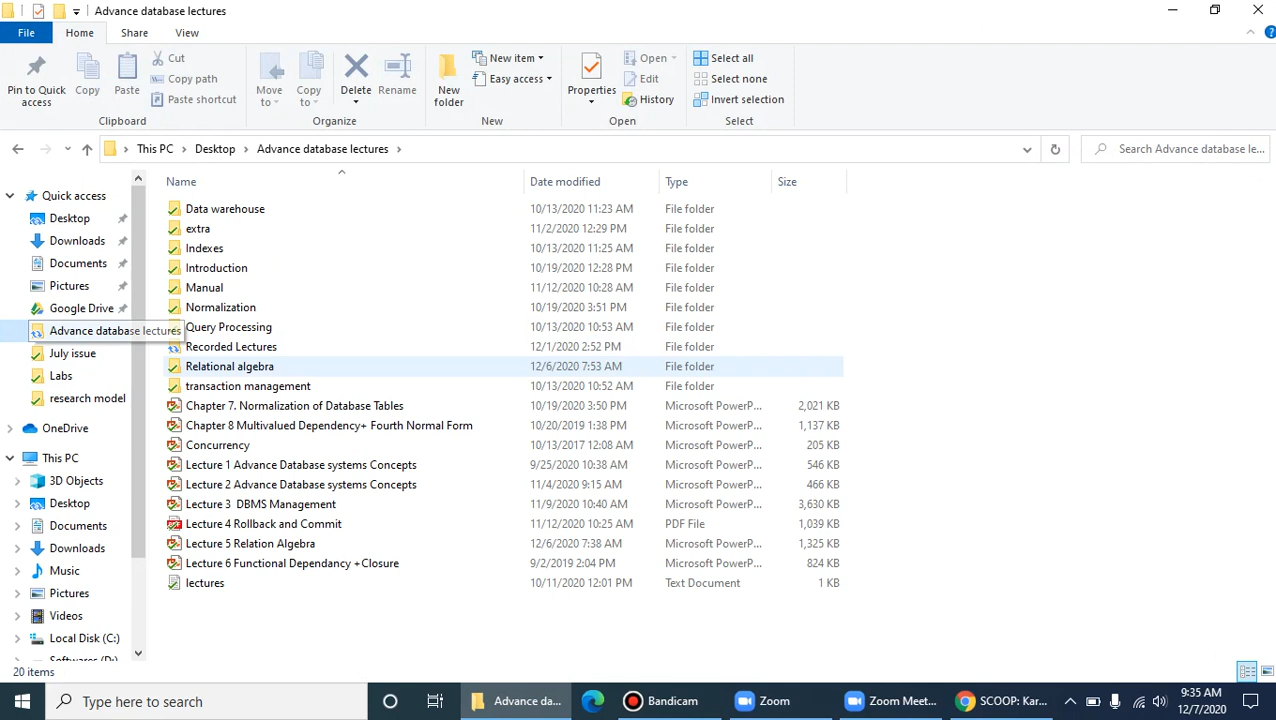 Advance database lectures
File Home Share View
Pin to Quick access
Copy
Paste
Cut
Copy path
Paste shortcut
Clipboard
Move to
Copy to
Delete
Rename
Organize
New folder
New item
Easy access
New
Properties
Open
Edit
History
Open
Select all
Select none
Invert selection
Select
This PC Desktop Advance database lectures
Search Advance database le...
Name Date modified Type Size
Data warehouse 10/13/2020 11:23 AM File folder
extra 11/2/2020 12:29 PM File folder
Indexes 10/13/2020 11:25 AM File folder
Introduction 10/19/2020 12:28 PM File folder
Manual 11/12/2020 10:28 AM File folder
Normalization 10/19/2020 3:51 PM File folder
Query Processing 10/13/2020 10:53 AM File folder
Recorded Lectures 12/1/2020 2:52 PM File folder
Relational algebra 12/6/2020 7:53 AM File folder
transaction management 10/13/2020 10:52 AM File folder
Chapter 7. Normalization of Database Tables 10/19/2020 3:50 PM Microsoft PowerP... 2,021 KB
Chapter 8 Multivalued Dependency+ Fourth Normal Form 10/20/2019 1:38 PM Microsoft PowerP... 1,137 KB
Concurrency 10/13/2017 12:08 AM Microsoft PowerP... 205 KB
Lecture 1 Advance Database systems Concepts 9/25/2020 10:38 AM Microsoft PowerP... 546 KB
Lecture 2 Advance Database systems Concepts 11/4/2020 9:15 AM Microsoft PowerP... 466 KB
Lecture 3 DBMS Management 11/9/2020 10:40 AM Microsoft PowerP... 3,630 KB
Lecture 4 Rollback and Commit 11/12/2020 10:25 AM PDF File 1,039 KB
Lecture 5 Relation Algebra 12/6/2020 7:38 AM Microsoft PowerP... 1,325 KB
Lecture 6 Functional Dependancy +Closure 9/2/2019 2:04 PM Microsoft PowerP... 824 KB
lectures 10/11/2020 12:01 PM Text Document 1 KB
Quick access
Desktop
Downloads
Documents
Pictures
Google Drive
Advance database lectures
July issue
Labs
research model
OneDrive
This PC
3D Objects
Desktop
Documents
Downloads
Music
Pictures
Videos
Local Disk (C:)
Softwares (D:)
20 items
Type here to search
Advance da...
Bandicam
Zoom
Zoom Meet...
SCOOP: Kar...
9:35 AM
12/7/2020